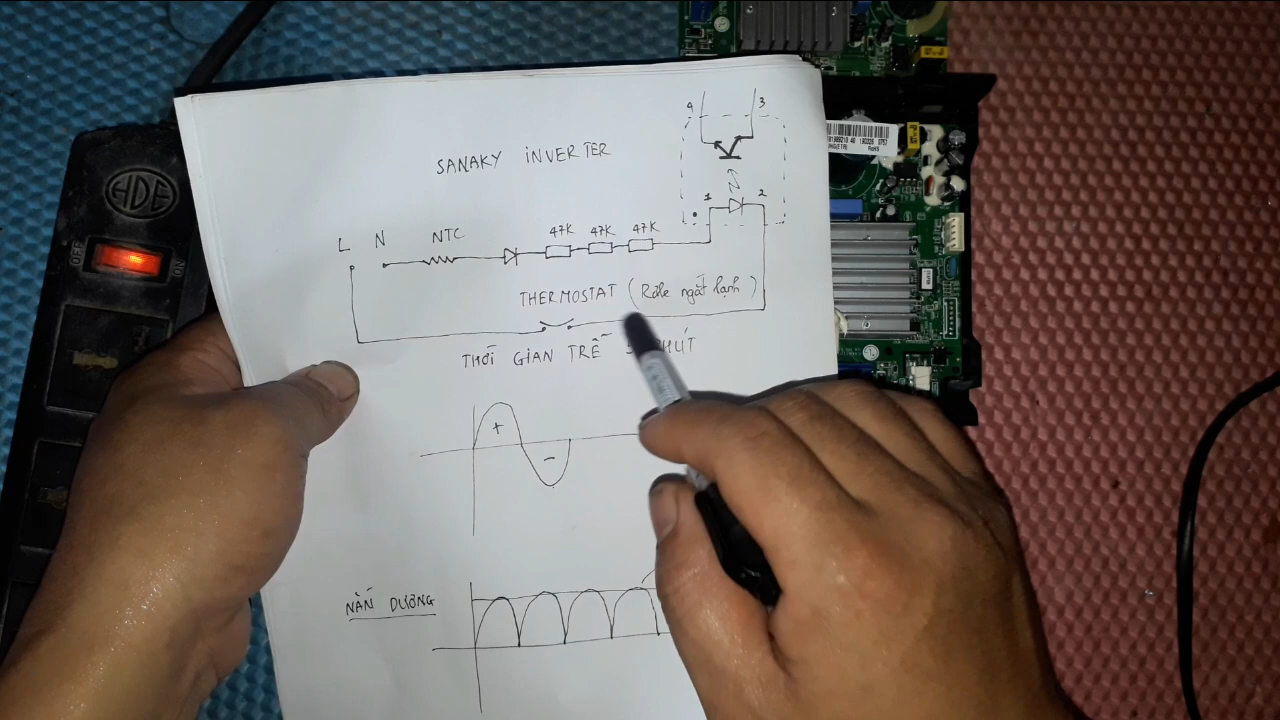 4 3
SANAKY iNVERTER
1 2
L N NTC 47K 47K 47K
THERMOSTAT (Rơle ngắt lạnh)
THỜI GIAN TRỄ
+
-
NẮN DƯƠNG
HDE
OFF
ON
RoHS